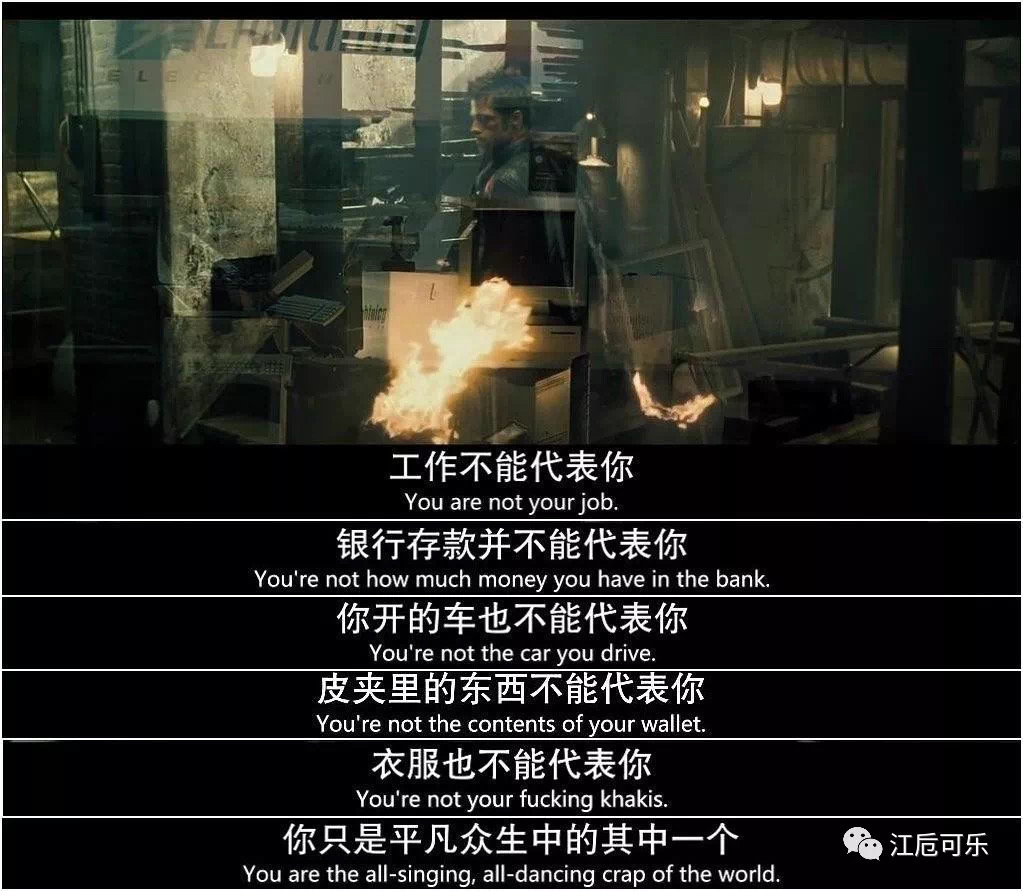 ELEC
工作不能代表你
You are not your job.
银行存款并不能代表你
You're not how much money you have in the bank.
你开的车也不能代表你
You're not the car you drive.
皮夹里的东西不能代表你
You're not the contents of your wallet.
衣服也不能代表你
You're not your fucking khakis.
你只是平凡众生中的其中一个
You are the all-singing, all-dancing crap of the world.
江卮可乐